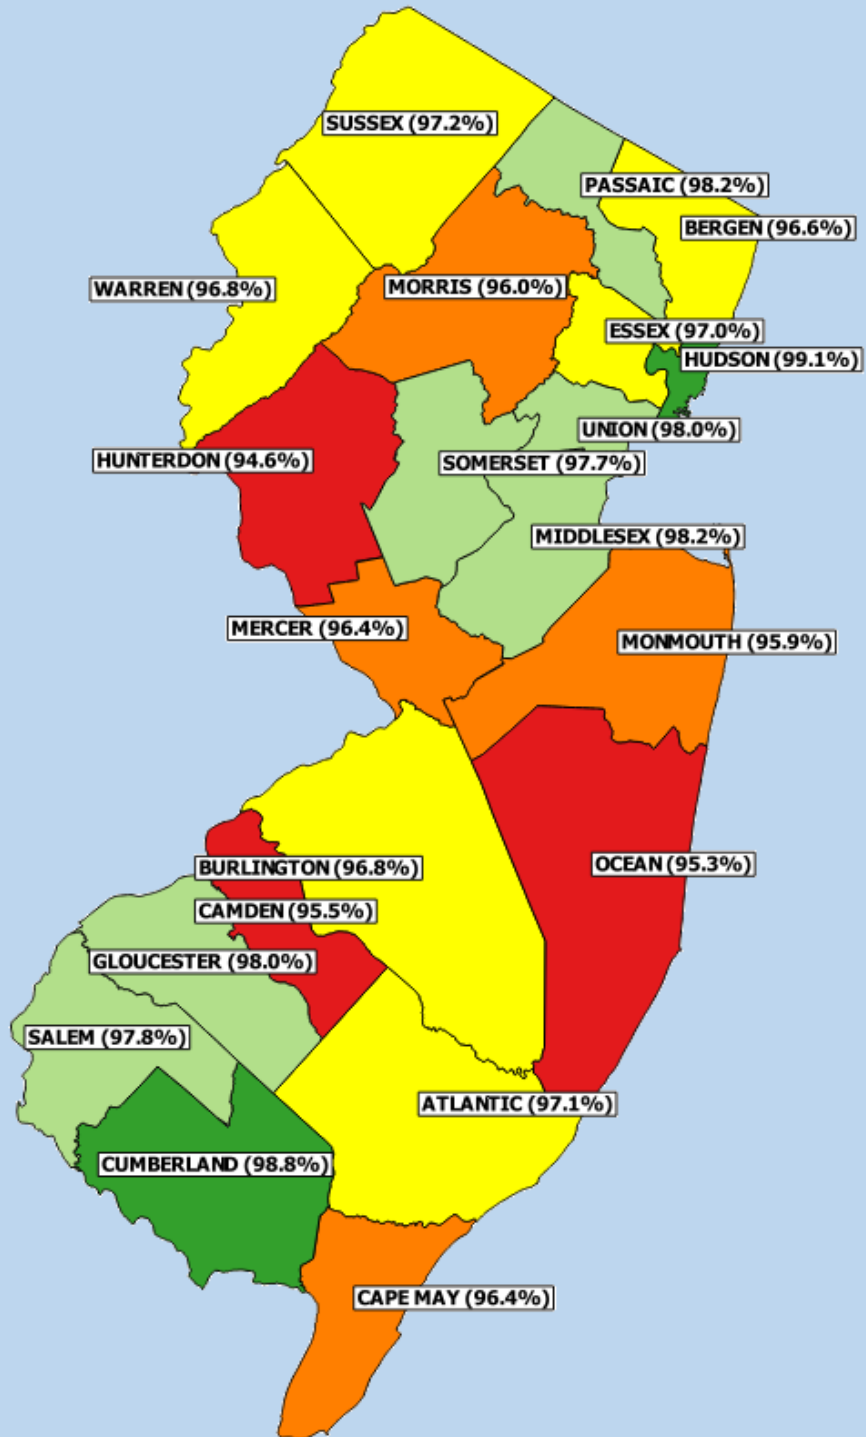 SUSSEX (97.2%)
PASSAIC (98.2%)
BERGEN (96.6%)
WARREN (96.8%)
MORRIS (96.0%)
ESSEX (97.0%)
HUDSON (99.1%)
UNION (98.0%)
HUNTERDON (94.6%)
SOMERSET (97.7%)
MIDDLESEX (98.2%)
MERCER (96.4%)
MONMOUTH (95.9%)
BURLINGTON (96.8%)
OCEAN (95.3%)
CAMDEN (95.5%)
GLOUCESTER (98.0%)
SALEM (97.8%)
ATLANTIC (97.1%)
CUMBERLAND (98.8%)
CAPE MAY (96.4%)